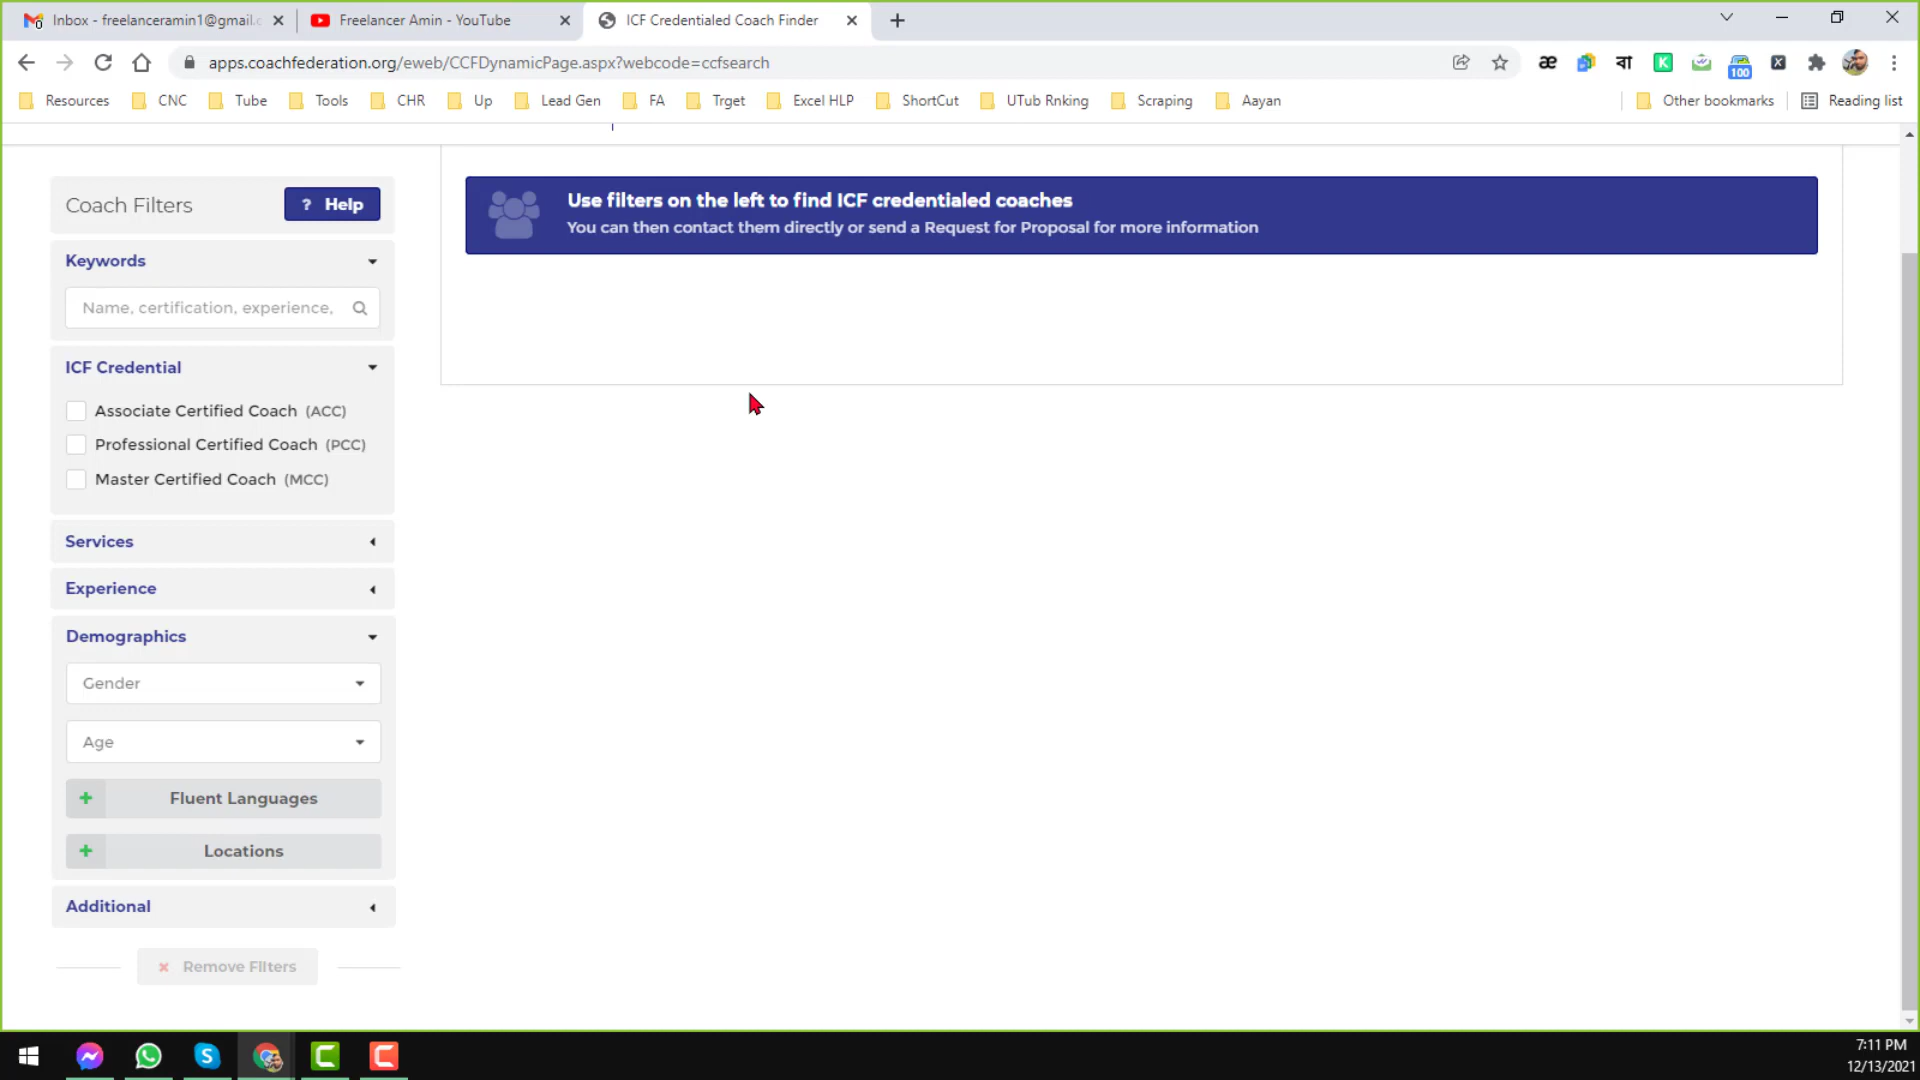 Inbox - freelanceramin1@gmail.c
Freelancer Amin - YouTube
ICF Credentialed Coach Finder
apps.coachfederation.org/eweb/CCFDynamicPage.aspx?webcode=ccfsearch
æ
বা
K
100
X
Resources
CNC
Tube
Tools
CHR
Up
Lead Gen
FA
Trget
Excel HLP
ShortCut
UTub Rnking
Scraping
Aayan
Other bookmarks
Reading list
Coach Filters
? Help
Use filters on the left to find ICF credentialed coaches
You can then contact them directly or send a Request for Proposal for more information
Keywords
Name, certification, experience,
ICF Credential
Associate Certified Coach (ACC)
Professional Certified Coach (PCC)
Master Certified Coach (MCC)
Services
Experience
Demographics
Gender
Age
+ Fluent Languages
+ Locations
Additional
Remove Filters
7:11 PM
12/13/2021